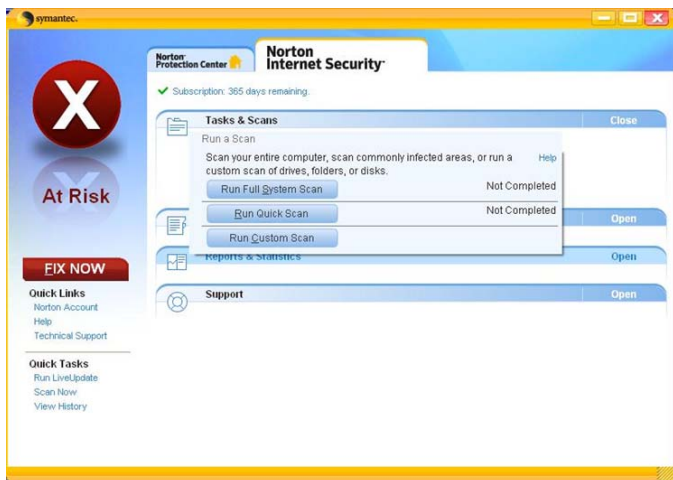 symantec.
Norton
Protection Center
Norton
Internet Security
Subscription: 365 days remaining.
X
At Risk
FIX NOW
Quick Links
Norton Account
Help
Technical Support
Quick Tasks
Run LiveUpdate
Scan Now
View History
Tasks & Scans
Close
Run a Scan
Scan your entire computer, scan commonly infected areas, or run a
custom scan of drives, folders, or disks.
Help
Run Full System Scan
Not Completed
Run Quick Scan
Not Completed
Run Custom Scan
Open
Reports & Statistics
Open
Support
Open